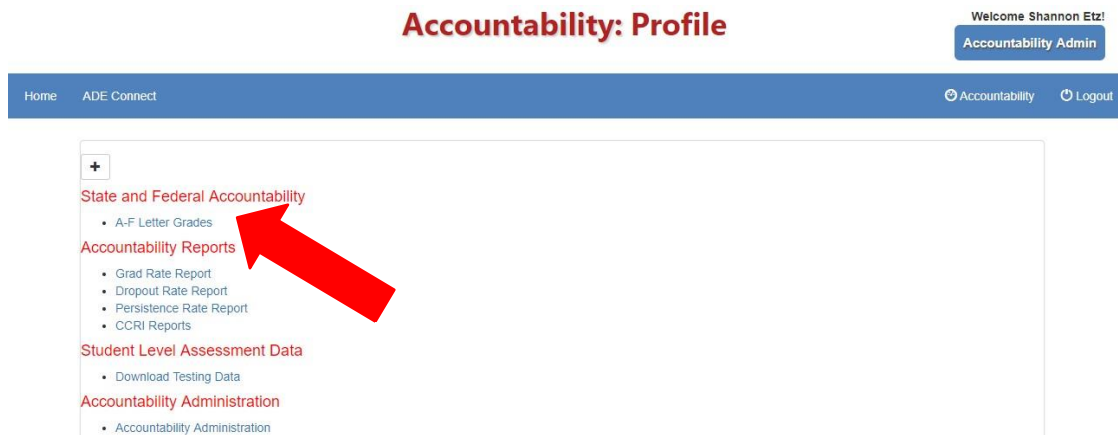 Accountability: Profile
Welcome Shannon Etz!
Accountability Admin
Home ADE Connect Accountability Logout
+
State and Federal Accountability
A-F Letter Grades
Accountability Reports
Grad Rate Report
Dropout Rate Report
Persistence Rate Report
CCRI Reports
Student Level Assessment Data
Download Testing Data
Accountability Administration
Accountability Administration